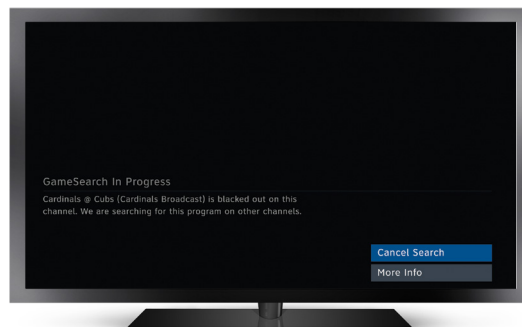 GameSearch In Progress
Cardinals @ Cubs (Cardinals Broadcast) is blacked out on this
channel. We are searching for this program on other channels.
Cancel Search
More Info